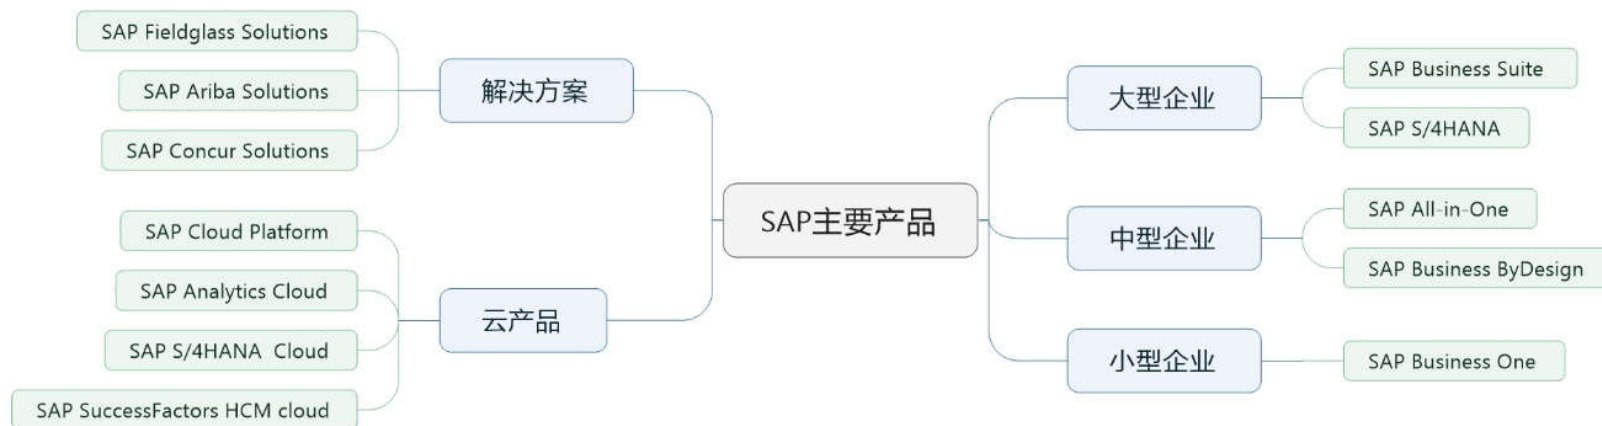 SAP主要产品
解决方案
SAP Fieldglass Solutions
SAP Ariba Solutions
SAP Concur Solutions
云产品
SAP Cloud Platform
SAP Analytics Cloud
SAP S/4HANA  Cloud
SAP SuccessFactors HCM cloud
大型企业
SAP Business Suite
SAP S/4HANA
中型企业
SAP All-in-One
SAP Business ByDesign
小型企业
SAP Business One